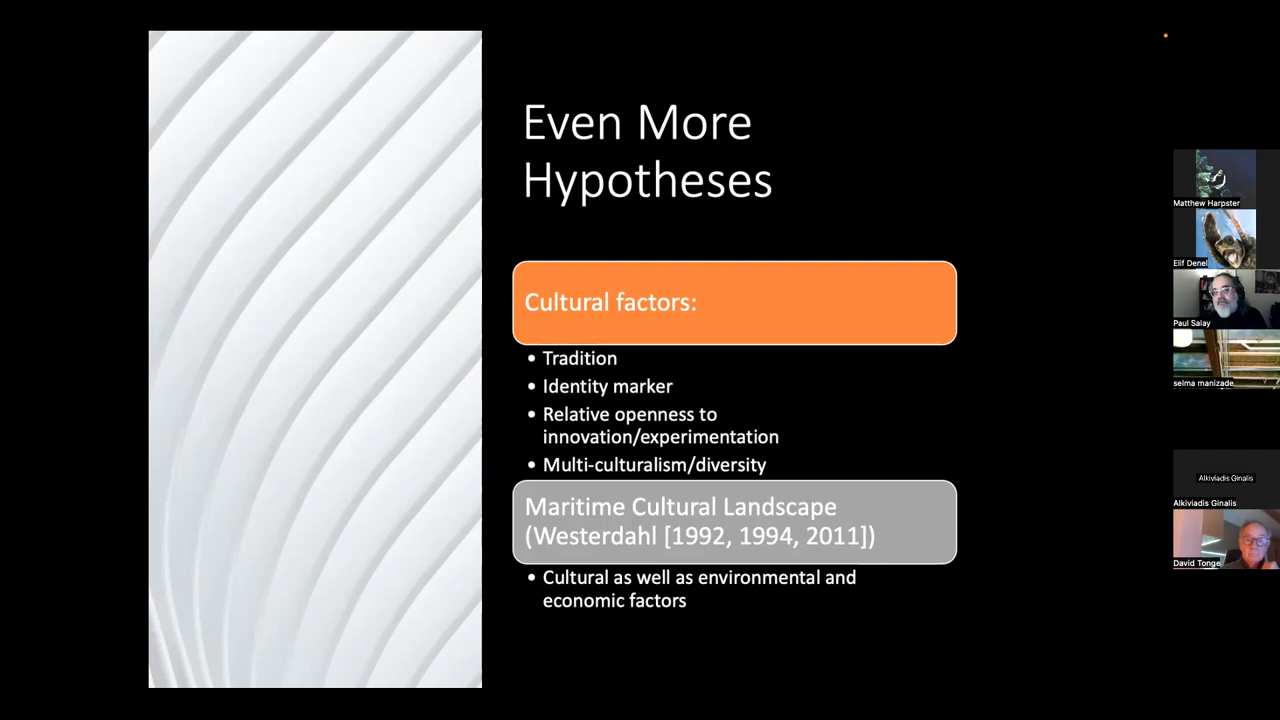 Even More
Hypotheses
Cultural factors:
• Tradition
• Identity marker
• Relative openness to
innovation/experimentation
• Multi-culturalism/diversity
Maritime Cultural Landscape
(Westerdahl [1992, 1994, 2011])
• Cultural as well as environmental and
economic factors
Matthew Harpster
Elif Denel
Paul Salay
selma manizade
Alkiviadis Ginalis
Alkiviadis Ginalis
David Tonge